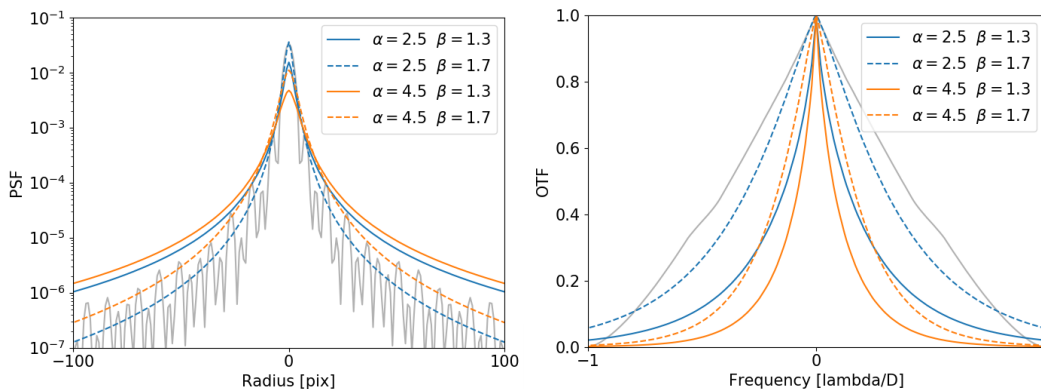 10⁻¹
10⁻²
10⁻³
10⁻⁴
10⁻⁵
10⁻⁶
10⁻⁷
PSF
−100
0
100
Radius [pix]
α = 2.5 β = 1.3
α = 2.5 β = 1.7
α = 4.5 β = 1.3
α = 4.5 β = 1.7
1.0
0.8
0.6
0.4
0.2
0.0
OTF
−1
0
Frequency [lambda/D]
α = 2.5 β = 1.3
α = 2.5 β = 1.7
α = 4.5 β = 1.3
α = 4.5 β = 1.7